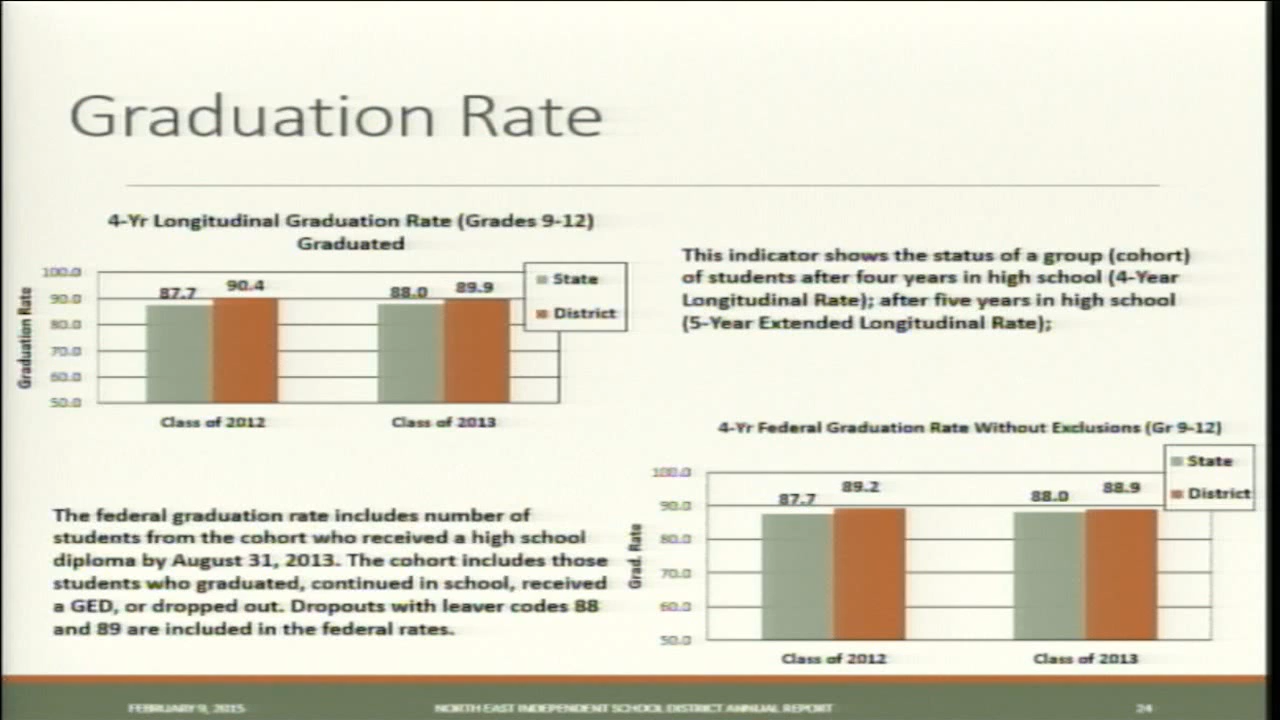 Graduation Rate
4-Yr Longitudinal Graduation Rate (Grades 9-12)
Graduated
Graduation Rate
100.0
90.0
80.0
70.0
60.0
50.0
87.7
90.4
88.0
89.9
State
District
Class of 2012
Class of 2013
This indicator shows the status of a group (cohort)
of students after four years in high school (4-Year
Longitudinal Rate); after five years in high school
(5-Year Extended Longitudinal Rate);
The federal graduation rate includes number of
students from the cohort who received a high school
diploma by August 31, 2013. The cohort includes those
students who graduated, continued in school, received
a GED, or dropped out. Dropouts with leaver codes 88
and 89 are included in the federal rates.
4-Yr Federal Graduation Rate Without Exclusions (Gr 9-12)
Grad. Rate
100.0
90.0
80.0
70.0
60.0
50.0
87.7
89.2
88.0
88.9
State
District
Class of 2012
Class of 2013
FEBRUARY 9, 2015
NORTH EAST INDEPENDENT SCHOOL DISTRICT ANNUAL REPORT
24